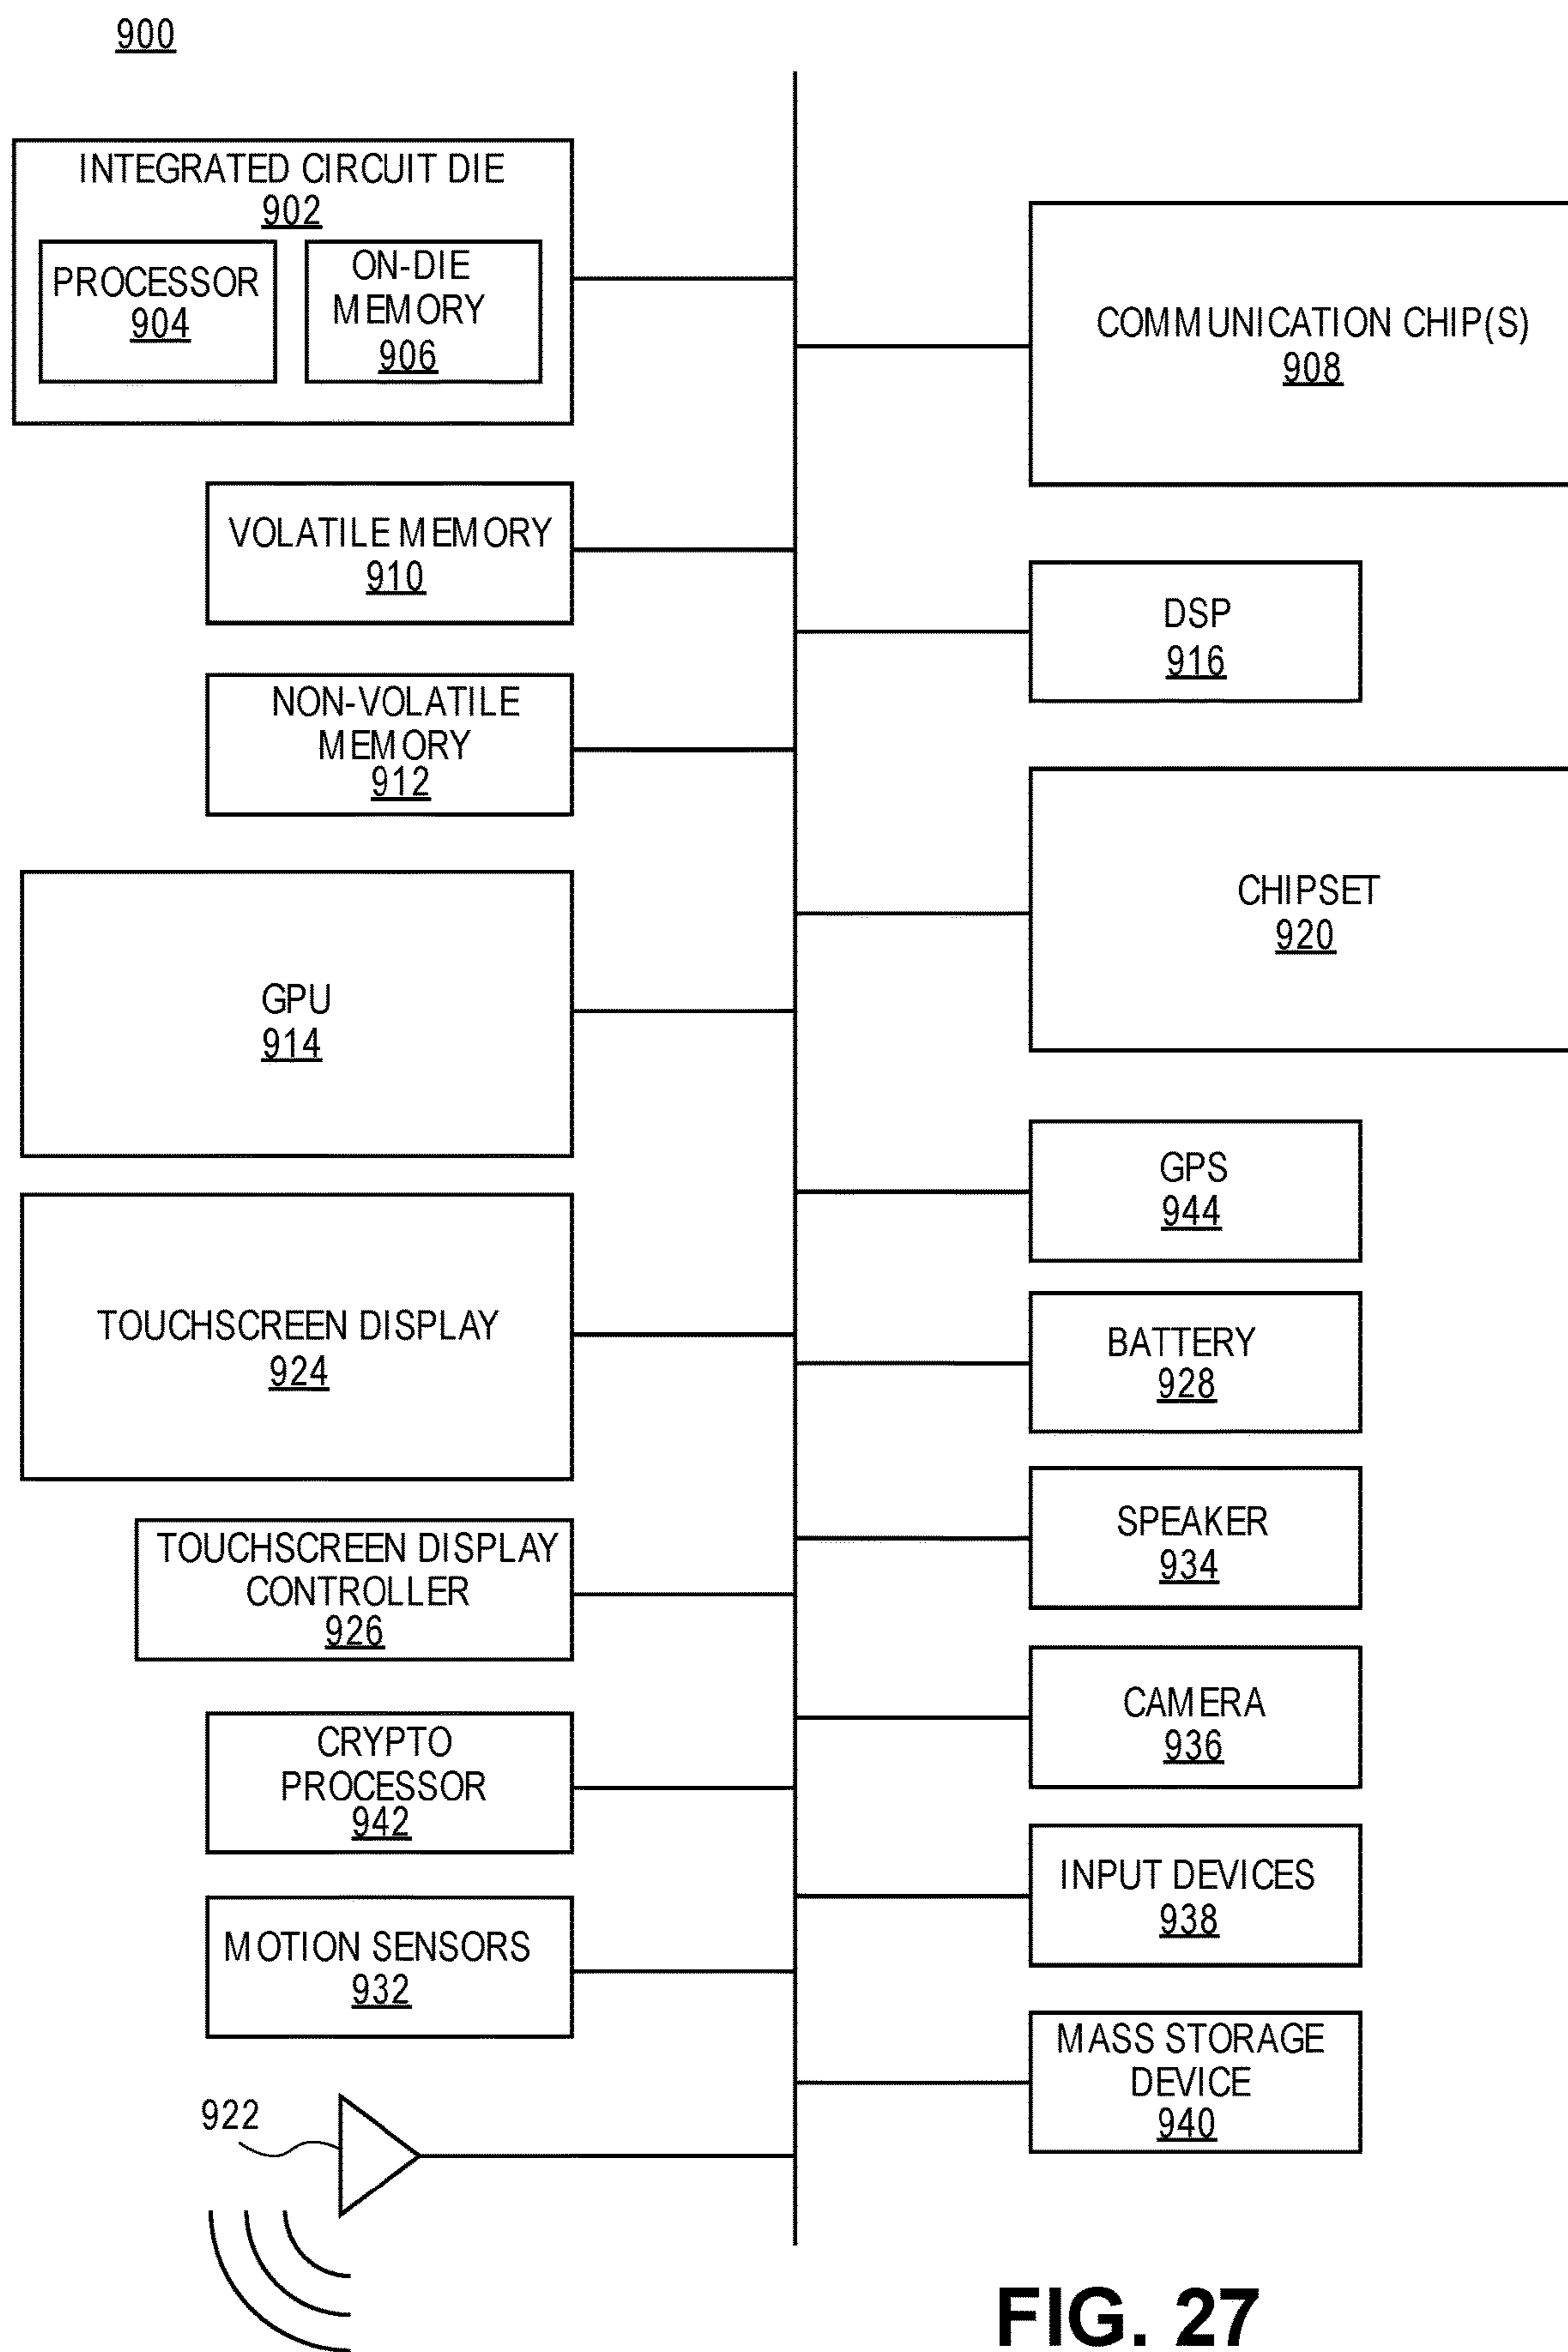 900
INTEGRATED CIRCUIT DIE
902
PROCESSOR
904
ON-DIE
MEMORY
906
VOLATILE MEMORY
910
NON-VOLATILE
MEMORY
912
GPU
914
TOUCHSCREEN DISPLAY
924
TOUCHSCREEN DISPLAY
CONTROLLER
926
CRYPTO
PROCESSOR
942
MOTION SENSORS
932
922
COMMUNICATION CHIP(S)
908
DSP
916
CHIPSET
920
GPS
944
BATTERY
928
SPEAKER
934
CAMERA
936
INPUT DEVICES
938
MASS STORAGE
DEVICE
940
FIG. 27